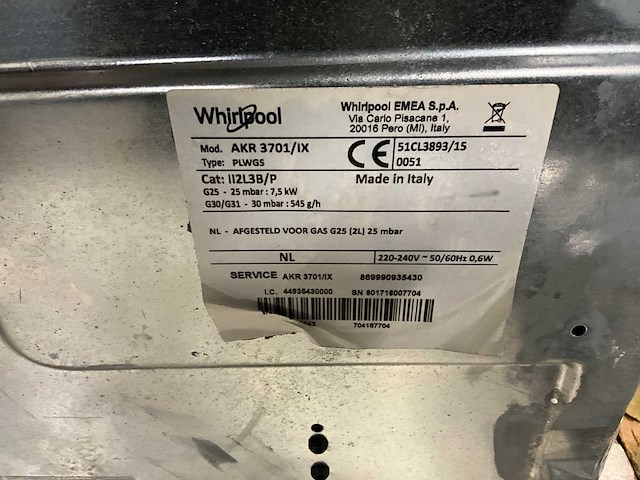 Whirlpool
Whirlpool EMEA S.p.A.
Via Carlo Pisacane 1,
20016 Pero (MI), Italy
Mod. AKR 3701/IX
Type: PLWGS
CE 51CL3893/15
0051
Cat: II2L3B/P
Made in Italy
G25 - 25 mbar : 7,5 kW
G30/G31 - 30 mbar : 545 g/h
NL - AFGESTELD VOOR GAS G25 (2L) 25 mbar
NL
220-240V ~ 50/60Hz 0,6W
SERVICE AKR 3701/IX 869990935430
I.C. 44935430000 SN 801716007704
704167704